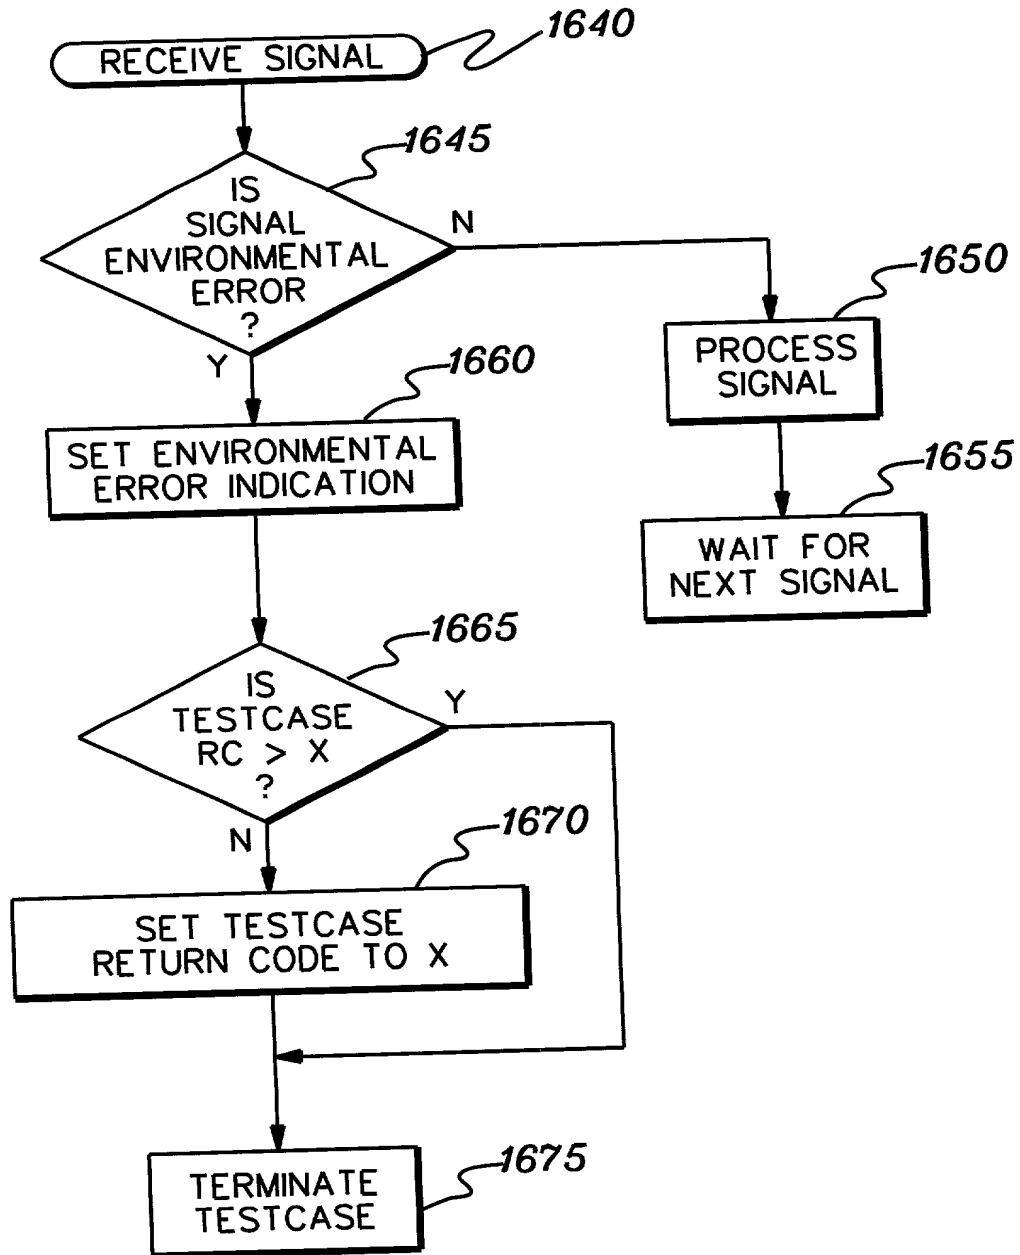 RECEIVE SIGNAL
1640
1645
IS
SIGNAL
ENVIRONMENTAL
ERROR
?
N
Y
1650
PROCESS
SIGNAL
1660
SET ENVIRONMENTAL
ERROR INDICATION
1655
WAIT FOR
NEXT SIGNAL
1665
IS
TESTCASE
RC > X
?
Y
N
1670
SET TESTCASE
RETURN CODE TO X
1675
TERMINATE
TESTCASE